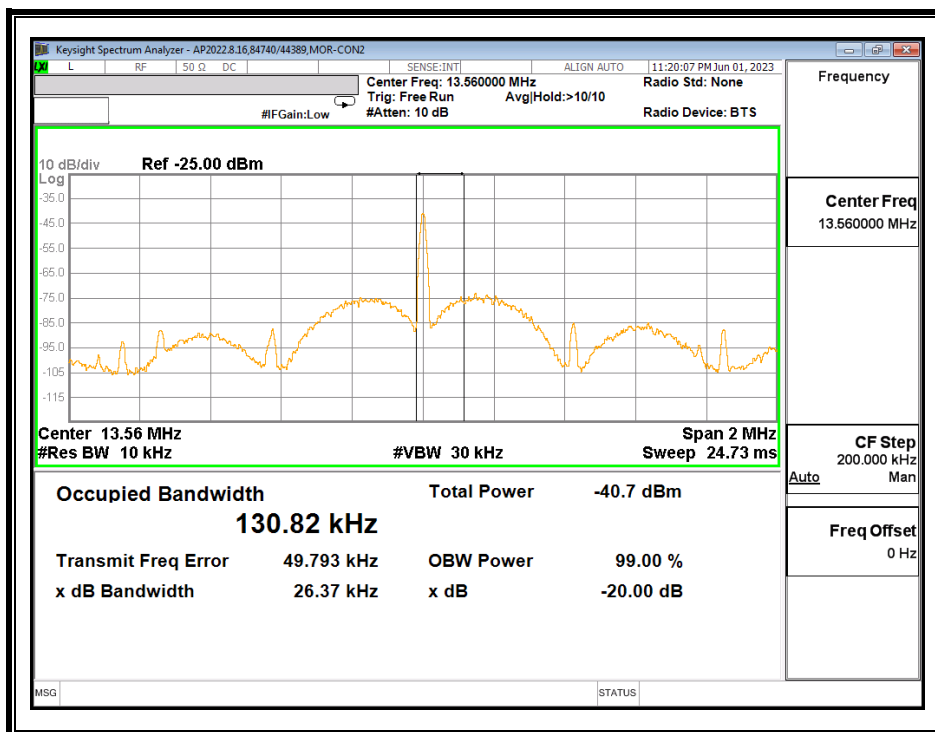 Keysight Spectrum Analyzer - AP2022.8.16,84740/44389,MOR-CON2
LXI L RF 50 Ω DC SENSE:INT ALIGN AUTO 11:20:07 PM Jun 01, 2023
Center Freq: 13.560000 MHz Radio Std: None
Trig: Free Run Avg|Hold:>10/10
#IFGain:Low #Atten: 10 dB Radio Device: BTS
10 dB/div Ref -25.00 dBm
Log
-35.0
-45.0
-55.0
-65.0
-75.0
-85.0
-95.0
-105
-115
Center 13.56 MHz Span 2 MHz
#Res BW 10 kHz #VBW 30 kHz Sweep 24.73 ms
Occupied Bandwidth Total Power -40.7 dBm
130.82 kHz
Transmit Freq Error 49.793 kHz OBW Power 99.00 %
x dB Bandwidth 26.37 kHz x dB -20.00 dB
MSG STATUS
Frequency
Center Freq
13.560000 MHz
CF Step
200.000 kHz
Auto Man
Freq Offset
0 Hz